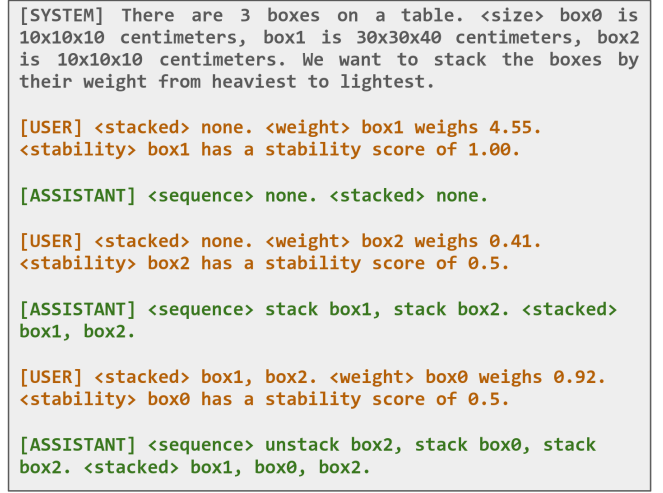 [SYSTEM] There are 3 boxes on a table. <size> box0 is
10x10x10 centimeters, box1 is 30x30x40 centimeters, box2
is 10x10x10 centimeters. We want to stack the boxes by
their weight from heaviest to lightest.
[USER] <stacked> none. <weight> box1 weighs 4.55.
<stability> box1 has a stability score of 1.00.
[ASSISTANT] <sequence> none. <stacked> none.
[USER] <stacked> none. <weight> box2 weighs 0.41.
<stability> box2 has a stability score of 0.5.
[ASSISTANT] <sequence> stack box1, stack box2. <stacked>
box1, box2.
[USER] <stacked> box1, box2. <weight> box0 weighs 0.92.
<stability> box0 has a stability score of 0.5.
[ASSISTANT] <sequence> unstack box2, stack box0, stack
box2. <stacked> box1, box0, box2.